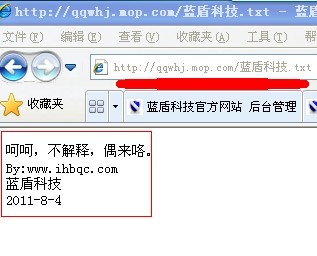 http://qqwhj.mop.com/蓝盾科技.txt - 蓝盾
文件(F) 编辑(E) 查看(V) 收藏夹(A) 工具(T) 帮助
http://qqwhj.mop.com/蓝盾科技.txt
收藏夹 蓝盾科技官方网站 后台管理
呵呵，不解释，偶来咯。
By:www.ihbqc.com
蓝盾科技
2011-8-4